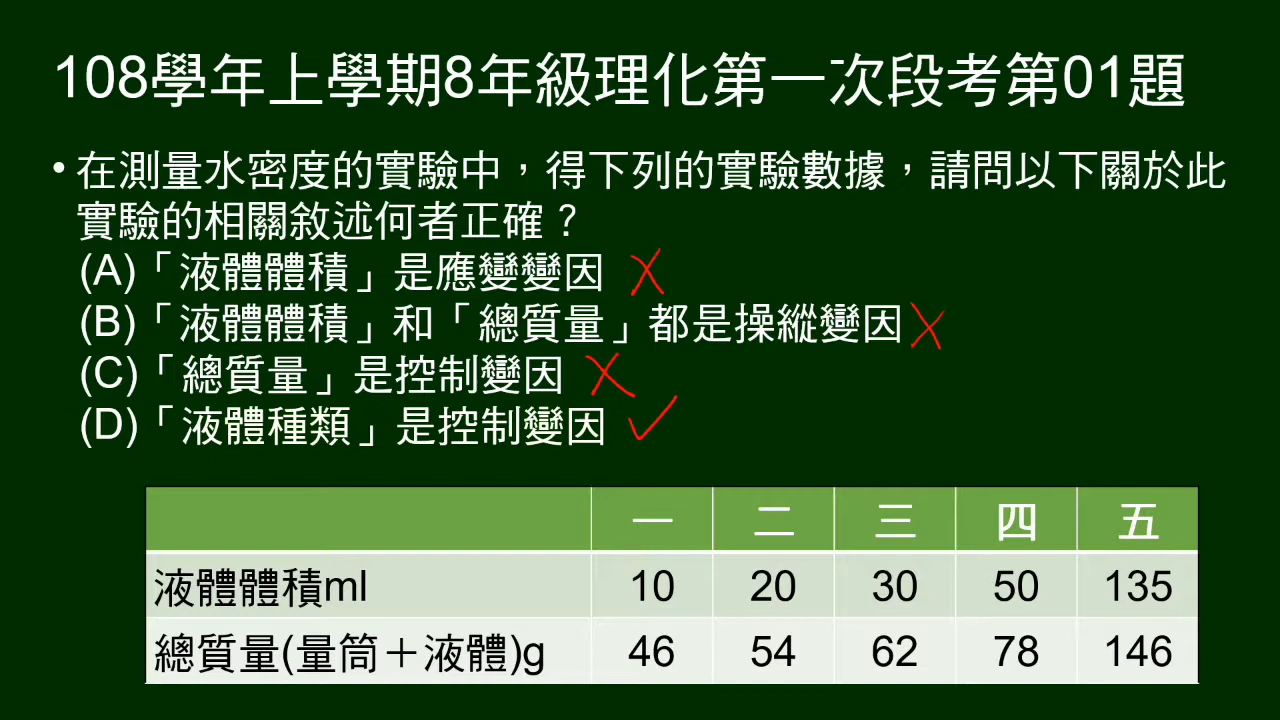 108學年上學期8年級理化第一次段考第01題
• 在測量水密度的實驗中，得下列的實驗數據，請問以下關於此
實驗的相關敘述何者正確？
(A)「液體體積」是應變變因
(B)「液體體積」和「總質量」都是操縱變因
(C)「總質量」是控制變因
(D)「液體種類」是控制變因
一 二 三 四 五
液體體積ml 10 20 30 50 135
總質量(量筒＋液體)g 46 54 62 78 146